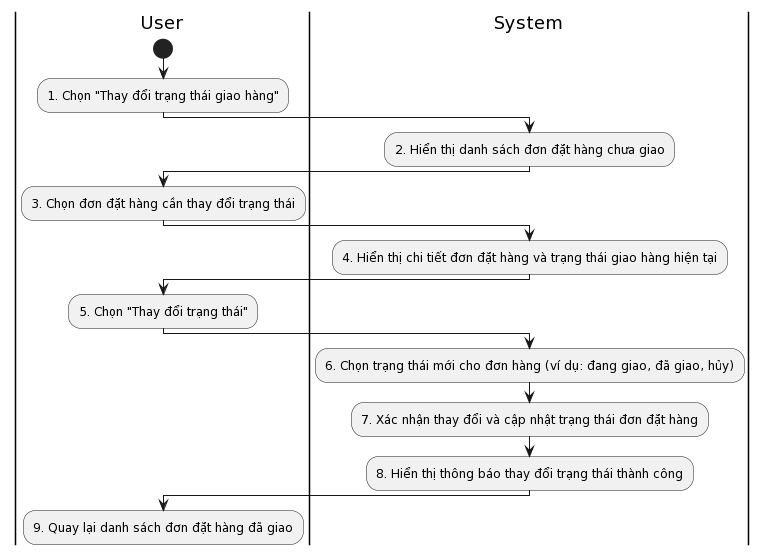 User
System
1. Chọn "Thay đổi trạng thái giao hàng"
2. Hiển thị danh sách đơn đặt hàng chưa giao
3. Chọn đơn đặt hàng cần thay đổi trạng thái
4. Hiển thị chi tiết đơn đặt hàng và trạng thái giao hàng hiện tại
5. Chọn "Thay đổi trạng thái"
6. Chọn trạng thái mới cho đơn hàng (ví dụ: đang giao, đã giao, hủy)
7. Xác nhận thay đổi và cập nhật trạng thái đơn đặt hàng
8. Hiển thị thông báo thay đổi trạng thái thành công
9. Quay lại danh sách đơn đặt hàng đã giao